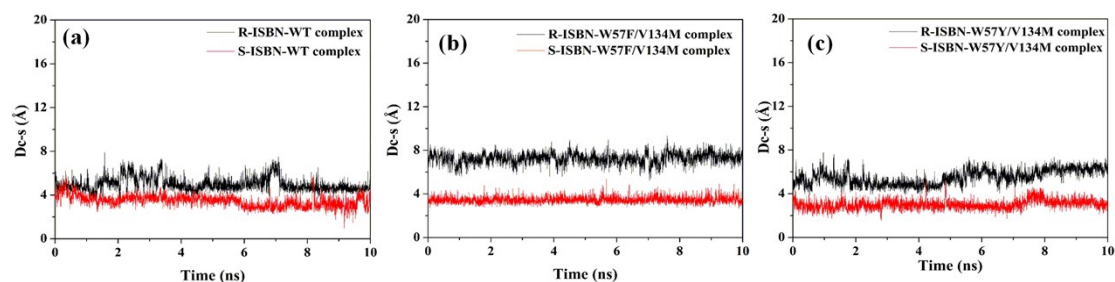 (a)
R-ISBN-WT complex
S-ISBN-WT complex
20
16
12
8
4
0
Dc-s (Å)
0 2 4 6 8 10
Time (ns)
(b)
R-ISBN-W57F/V134M complex
S-ISBN-W57F/V134M complex
20
16
12
8
4
0
Dc-s (Å)
0 2 4 6 8 10
Time (ns)
(c)
R-ISBN-W57Y/V134M complex
S-ISBN-W57Y/V134M complex
20
16
12
8
4
0
Dc-s (Å)
0 2 4 6 8 10
Time (ns)